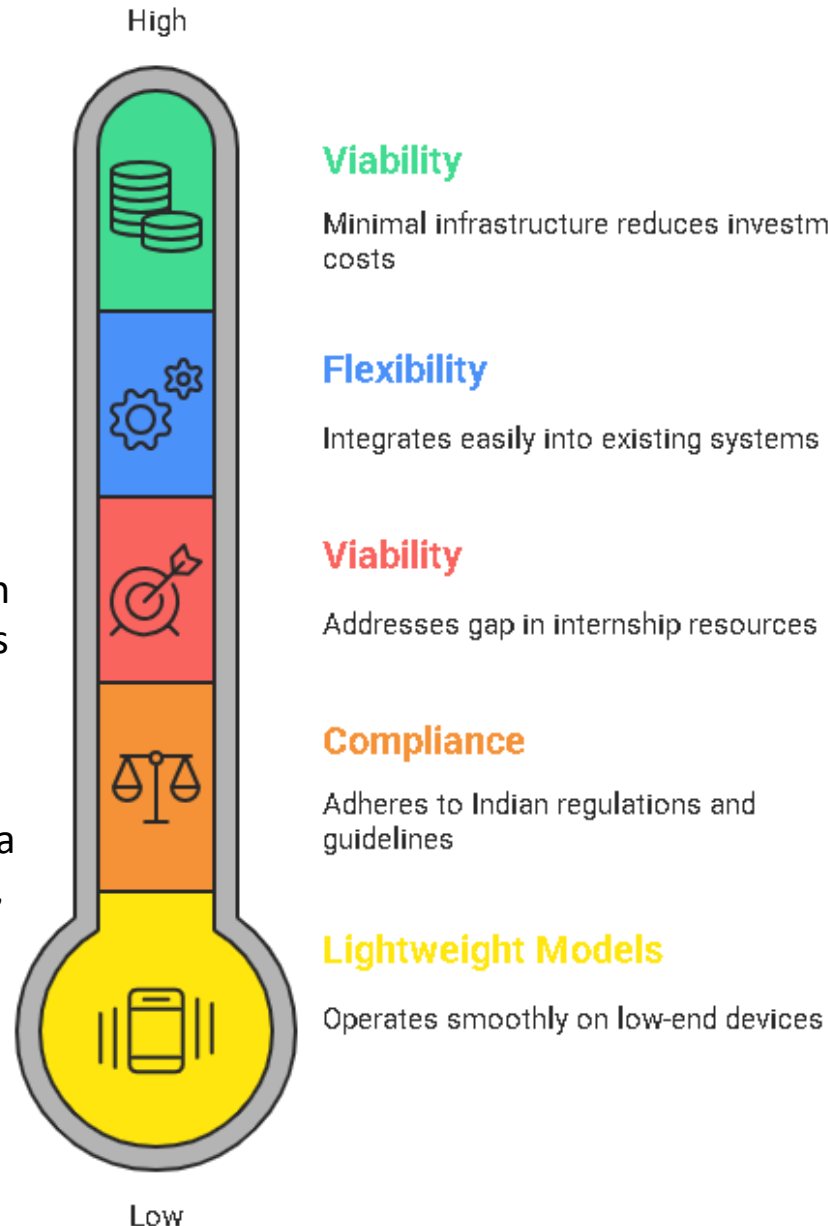 High
Viability
Minimal infrastructure reduces investm
costs
Flexibility
Integrates easily into existing systems
Viability
Addresses gap in internship resources
Compliance
Adheres to Indian regulations and
guidelines
Lightweight Models
Operates smoothly on low-end devices
Low